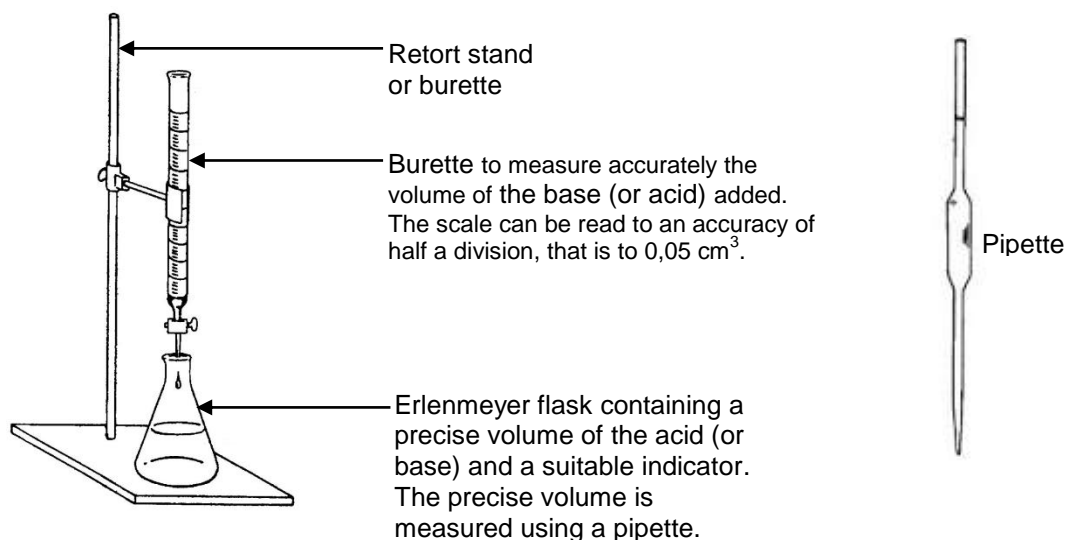 Retort stand
or burette
Burette to measure accurately the
volume of the base (or acid) added.
The scale can be read to an accuracy of
half a division, that is to 0,05 cm³.
Pipette
Erlenmeyer flask containing a
precise volume of the acid (or
base) and a suitable indicator.
The precise volume is
measured using a pipette.